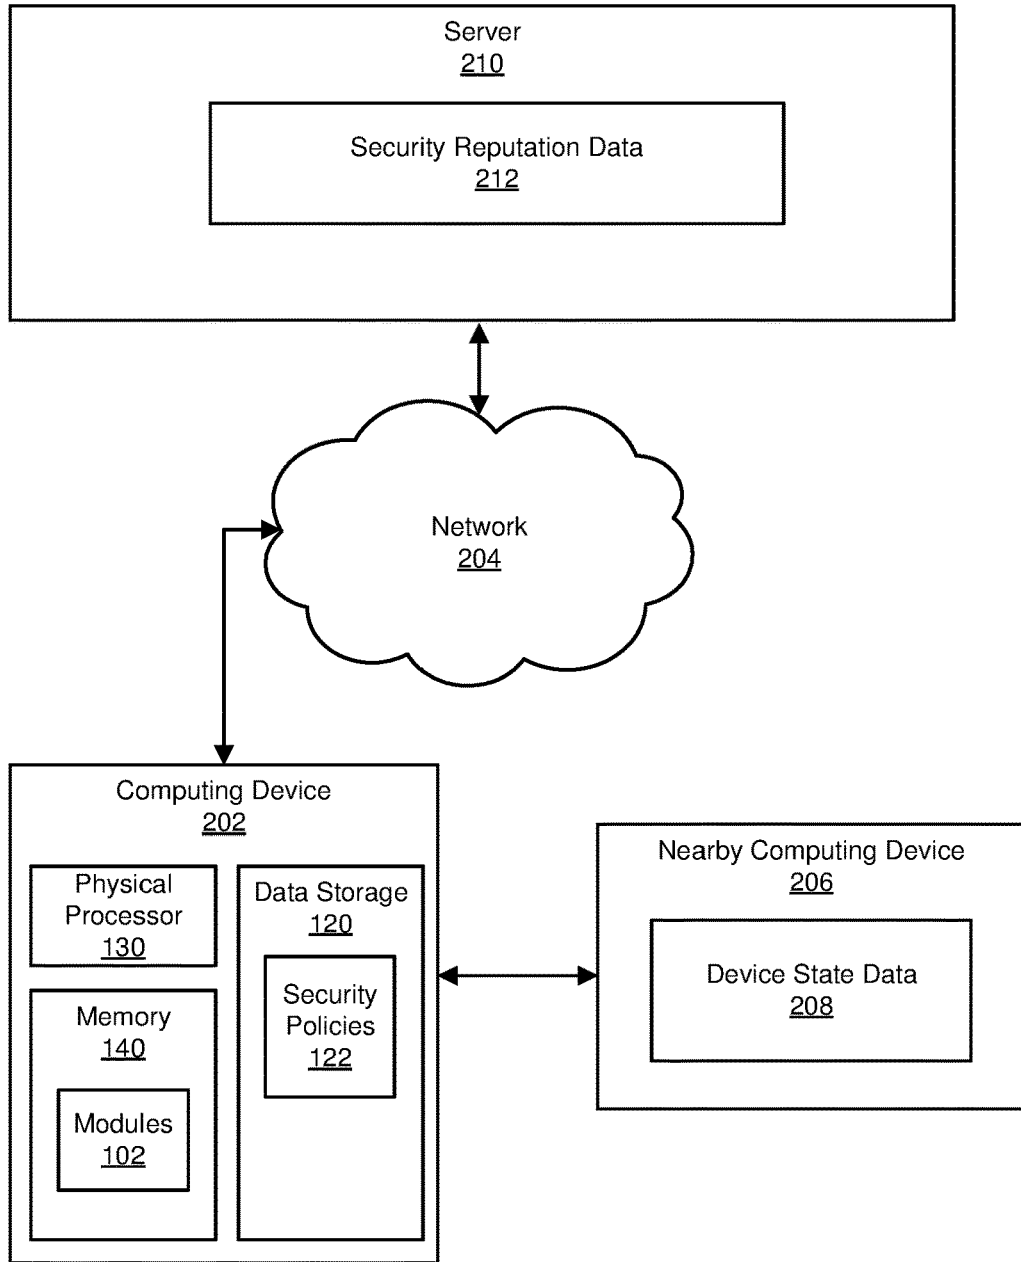 Server
210
Security Reputation Data
212
Network
204
Computing Device
202
Physical
Processor
130
Memory
140
Modules
102
Data Storage
120
Security
Policies
122
Nearby Computing Device
206
Device State Data
208